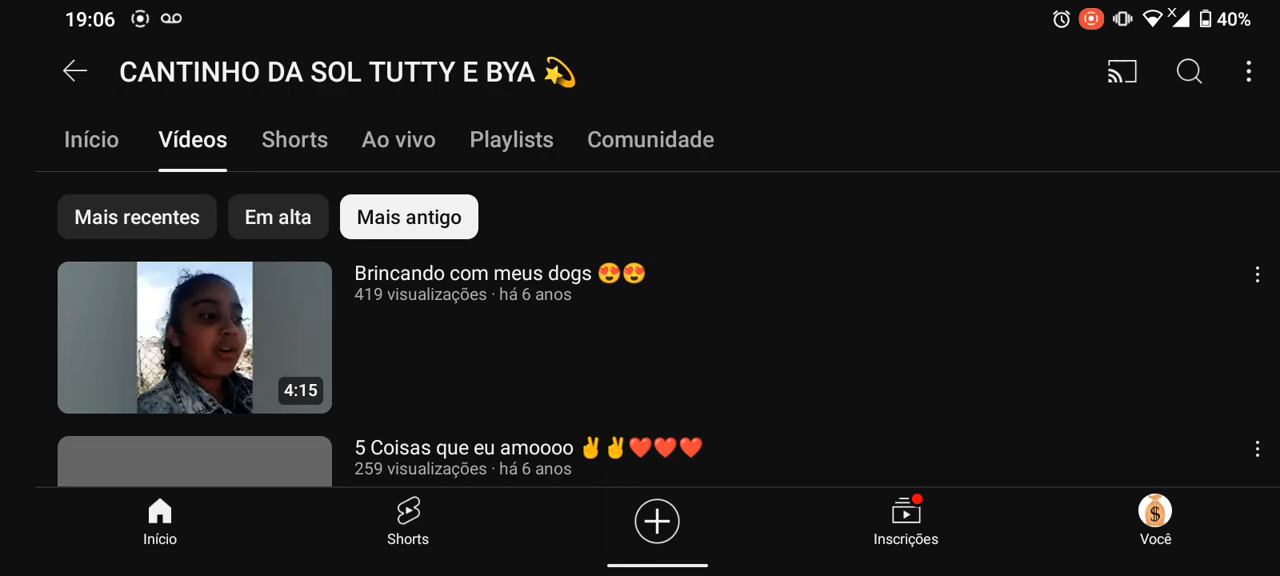 19:06 40%
CANTINHO DA SOL TUTTY E BYA 💫
Início Vídeos Shorts Ao vivo Playlists Comunidade
Mais recentes Em alta Mais antigo
Brincando com meus dogs 😍😍
419 visualizações · há 6 anos
4:15
5 Coisas que eu amoooo ✌️✌️❤️❤️❤️
259 visualizações · há 6 anos
Início Shorts Inscrições Você